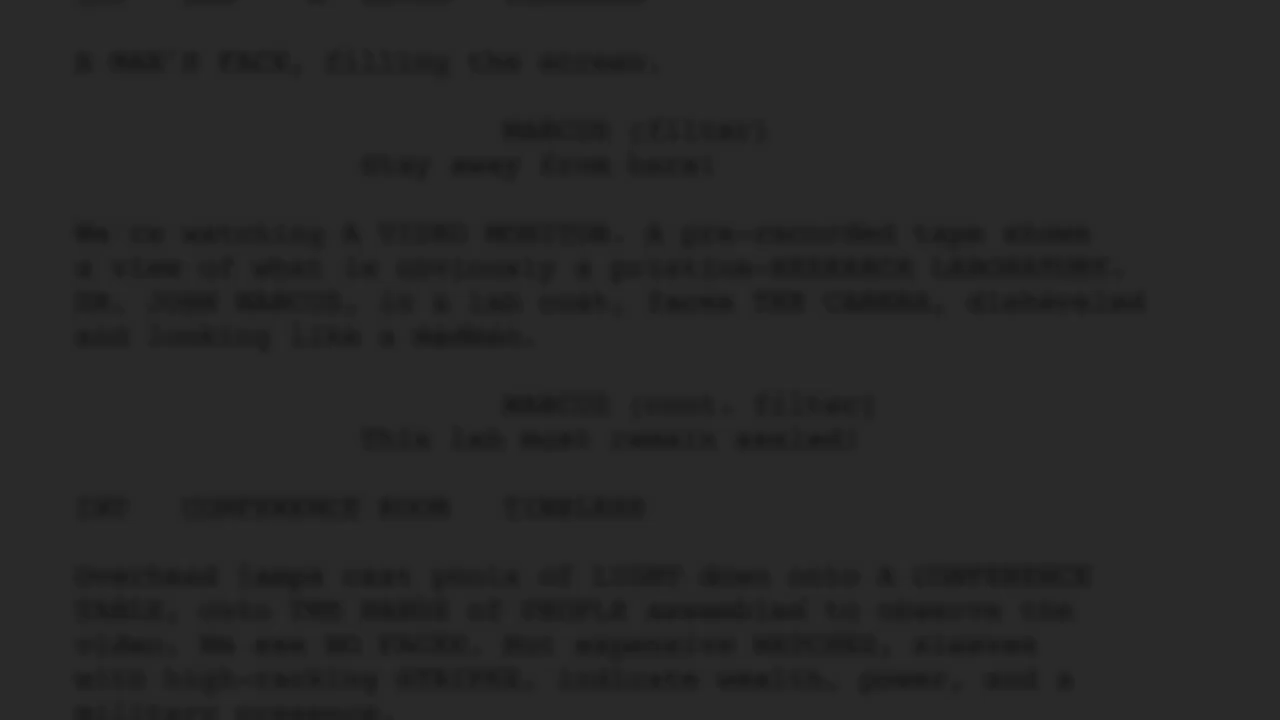 A MAN'S FACE, filling the screen.
MARCUS (filter)
Stay away from here!
We're watching A VIDEO MONITOR. A pre-recorded tape shows
a view of what is obviously a pristine RESEARCH LABORATORY.
DR. JOHN MARCUS, in a lab coat, faces THE CAMERA, disheveled
and looking like a madman.
MARCUS (cont. filter)
This lab must remain sealed!
INT CONFERENCE ROOM TIMELESS
Overhead lamps cast pools of LIGHT down onto A CONFERENCE
TABLE, onto THE HANDS of PEOPLE assembled to observe the
video. We see NO FACES. But expensive WATCHES, sleeves
with high-ranking STRIPES, indicate wealth, power, and a
military presence.